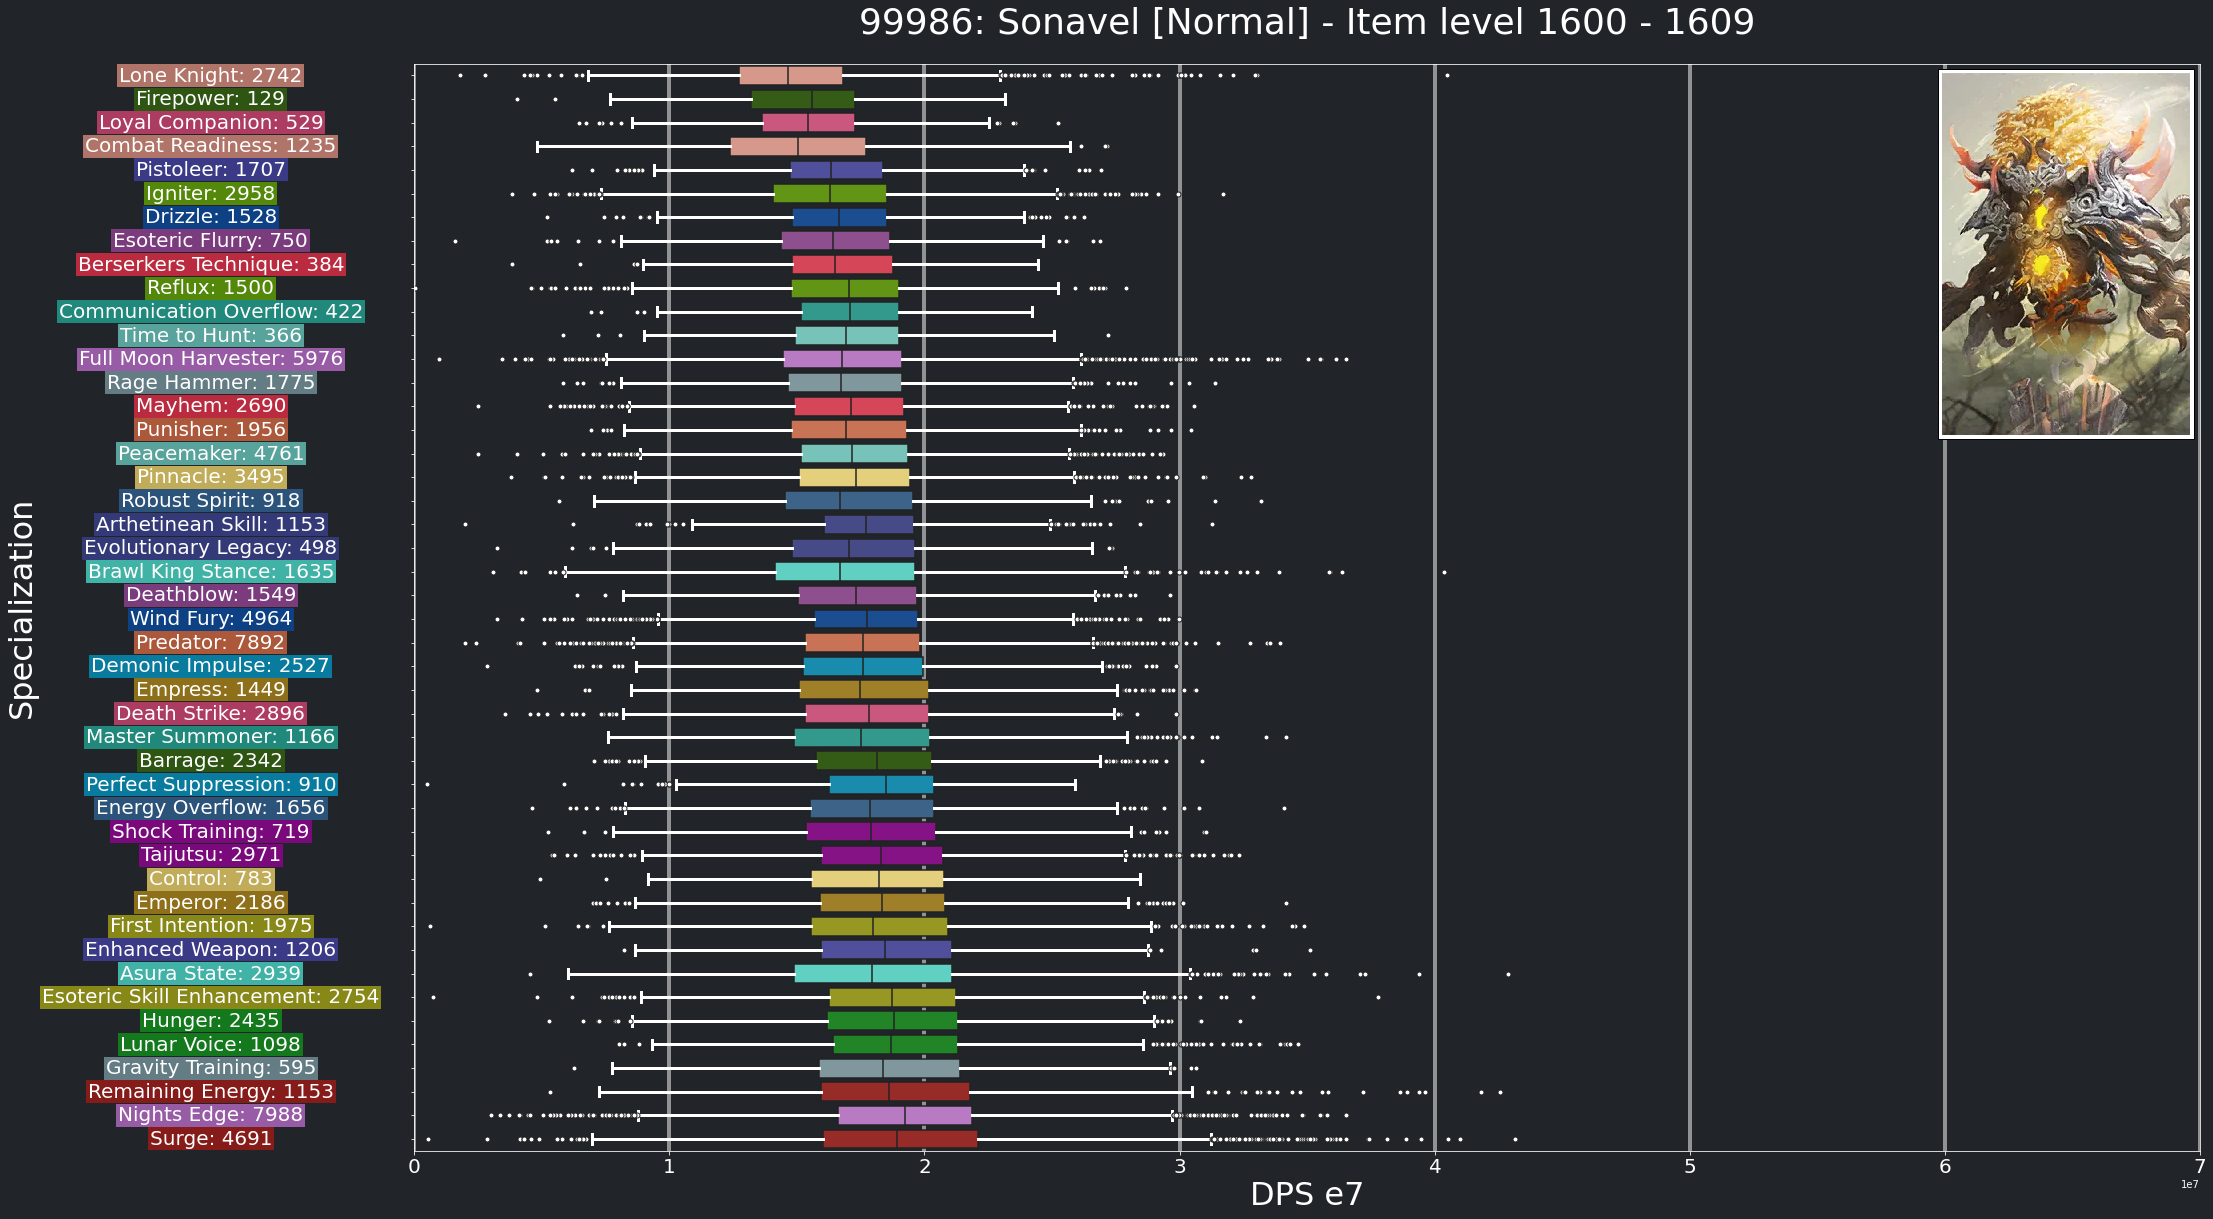 99986: Sonavel [Normal] - Item level 1600 - 1609
Specialization
Lone Knight: 2742
Firepower: 129
Loyal Companion: 529
Combat Readiness: 1235
Pistoleer: 1707
Igniter: 2958
Drizzle: 1528
Esoteric Flurry: 750
Berserkers Technique: 384
Reflux: 1500
Communication Overflow: 422
Time to Hunt: 366
Full Moon Harvester: 5976
Rage Hammer: 1775
Mayhem: 2690
Punisher: 1956
Peacemaker: 4761
Pinnacle: 3495
Robust Spirit: 918
Arthetinean Skill: 1153
Evolutionary Legacy: 498
Brawl King Stance: 1635
Deathblow: 1549
Wind Fury: 4964
Predator: 7892
Demonic Impulse: 2527
Empress: 1449
Death Strike: 2896
Master Summoner: 1166
Barrage: 2342
Perfect Suppression: 910
Energy Overflow: 1656
Shock Training: 719
Taijutsu: 2971
Control: 783
Emperor: 2186
First Intention: 1975
Enhanced Weapon: 1206
Asura State: 2939
Esoteric Skill Enhancement: 2754
Hunger: 2435
Lunar Voice: 1098
Gravity Training: 595
Remaining Energy: 1153
Nights Edge: 7988
Surge: 4691
0 1 2 3 4 5 6 7
1e7
DPS e7